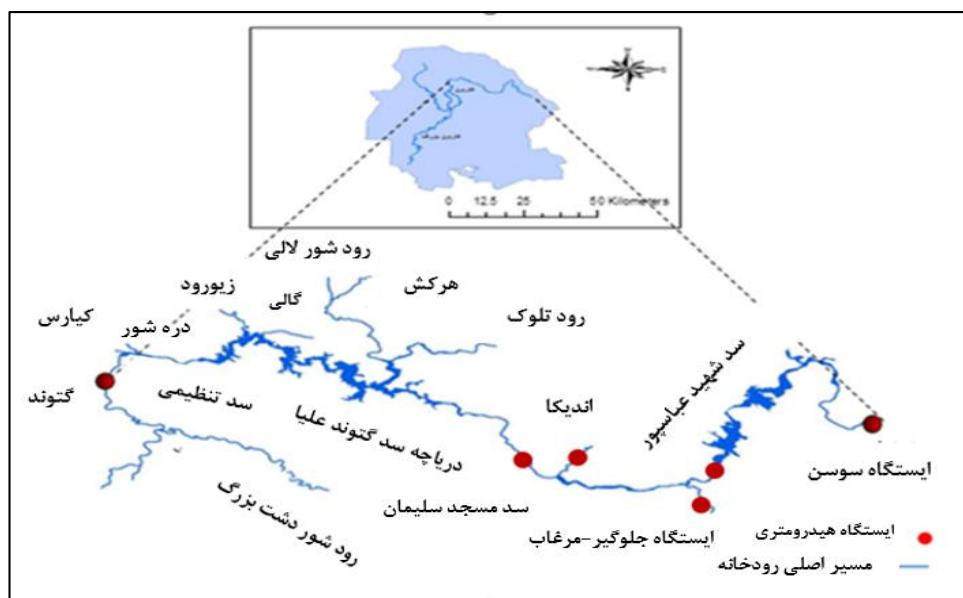 0 12.5 25 50 Kilometers
رود شور لالی
هرکش
گالی
زیورود
رود تلوک
کیارس
دره شور
سد شهید عباسپور
گتوند
سد تنظیمی
دریاچه سد گتوند علیا
اندیکا
ایستگاه سوسن
سد مسجد سلیمان
رود شور دشت بزرگ
ایستگاه جلوگیر-مرغاب
ایستگاه هیدرومتری
مسیر اصلی رودخانه